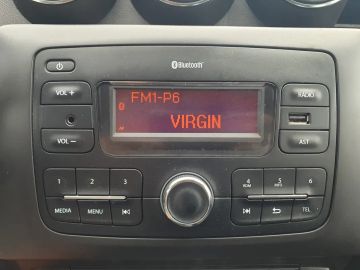 Bluetooth
FM1-P6
VIRGIN
VOL +
VOL −
RADIO
AST
1 2 3
4 5 6
MEDIA MENU
TEL